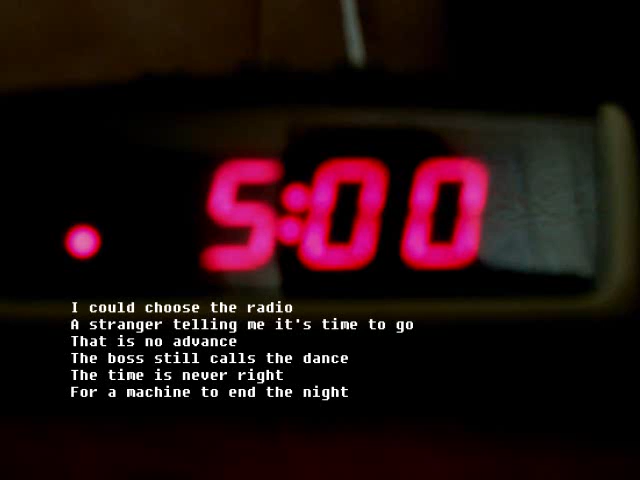 5:00
I could choose the radio
A stranger telling me it's time to go
That is no advance
The boss still calls the dance
The time is never right
For a machine to end the night